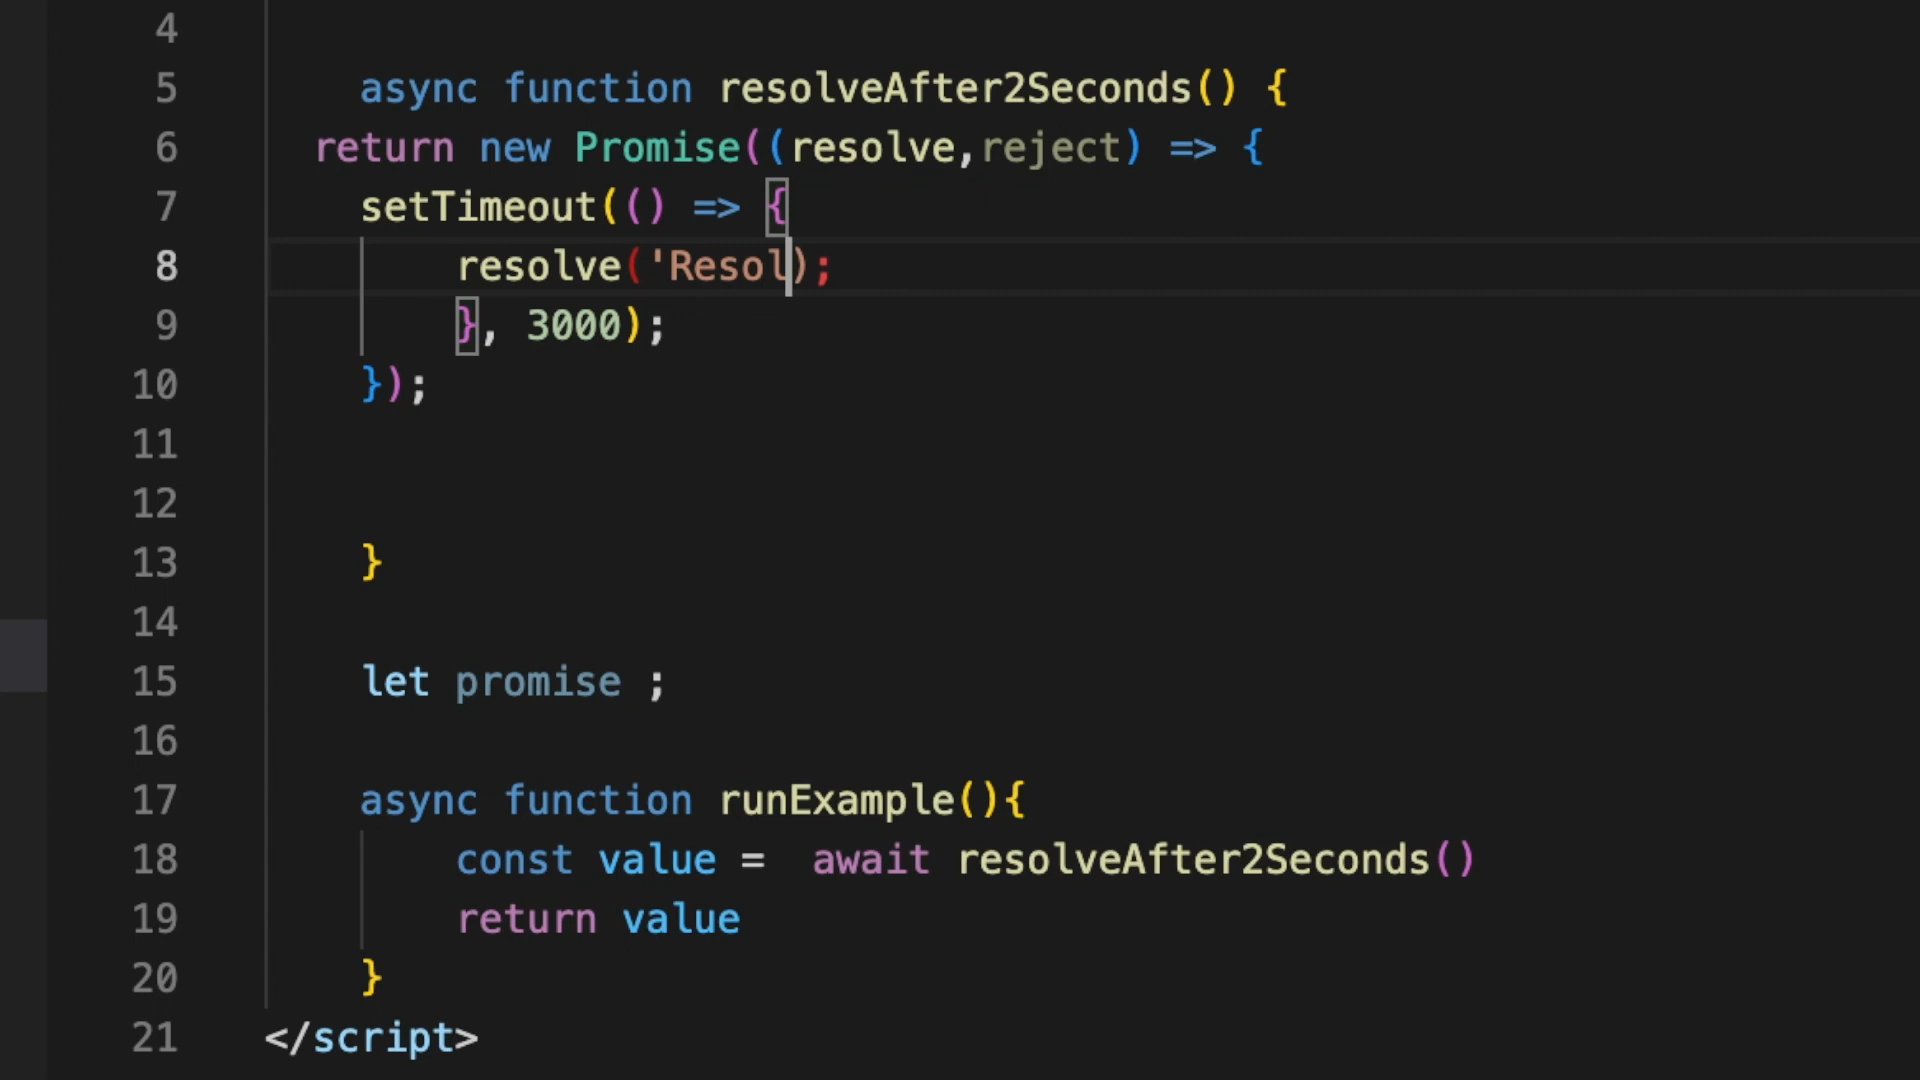 4
5 async function resolveAfter2Seconds() {
6 return new Promise((resolve,reject) => {
7 setTimeout(() => {
8 resolve('Resol);
9 }, 3000);
10 });
11
12
13 }
14
15 let promise ;
16
17 async function runExample(){
18 const value =  await resolveAfter2Seconds()
19 return value
20 }
21 </script>